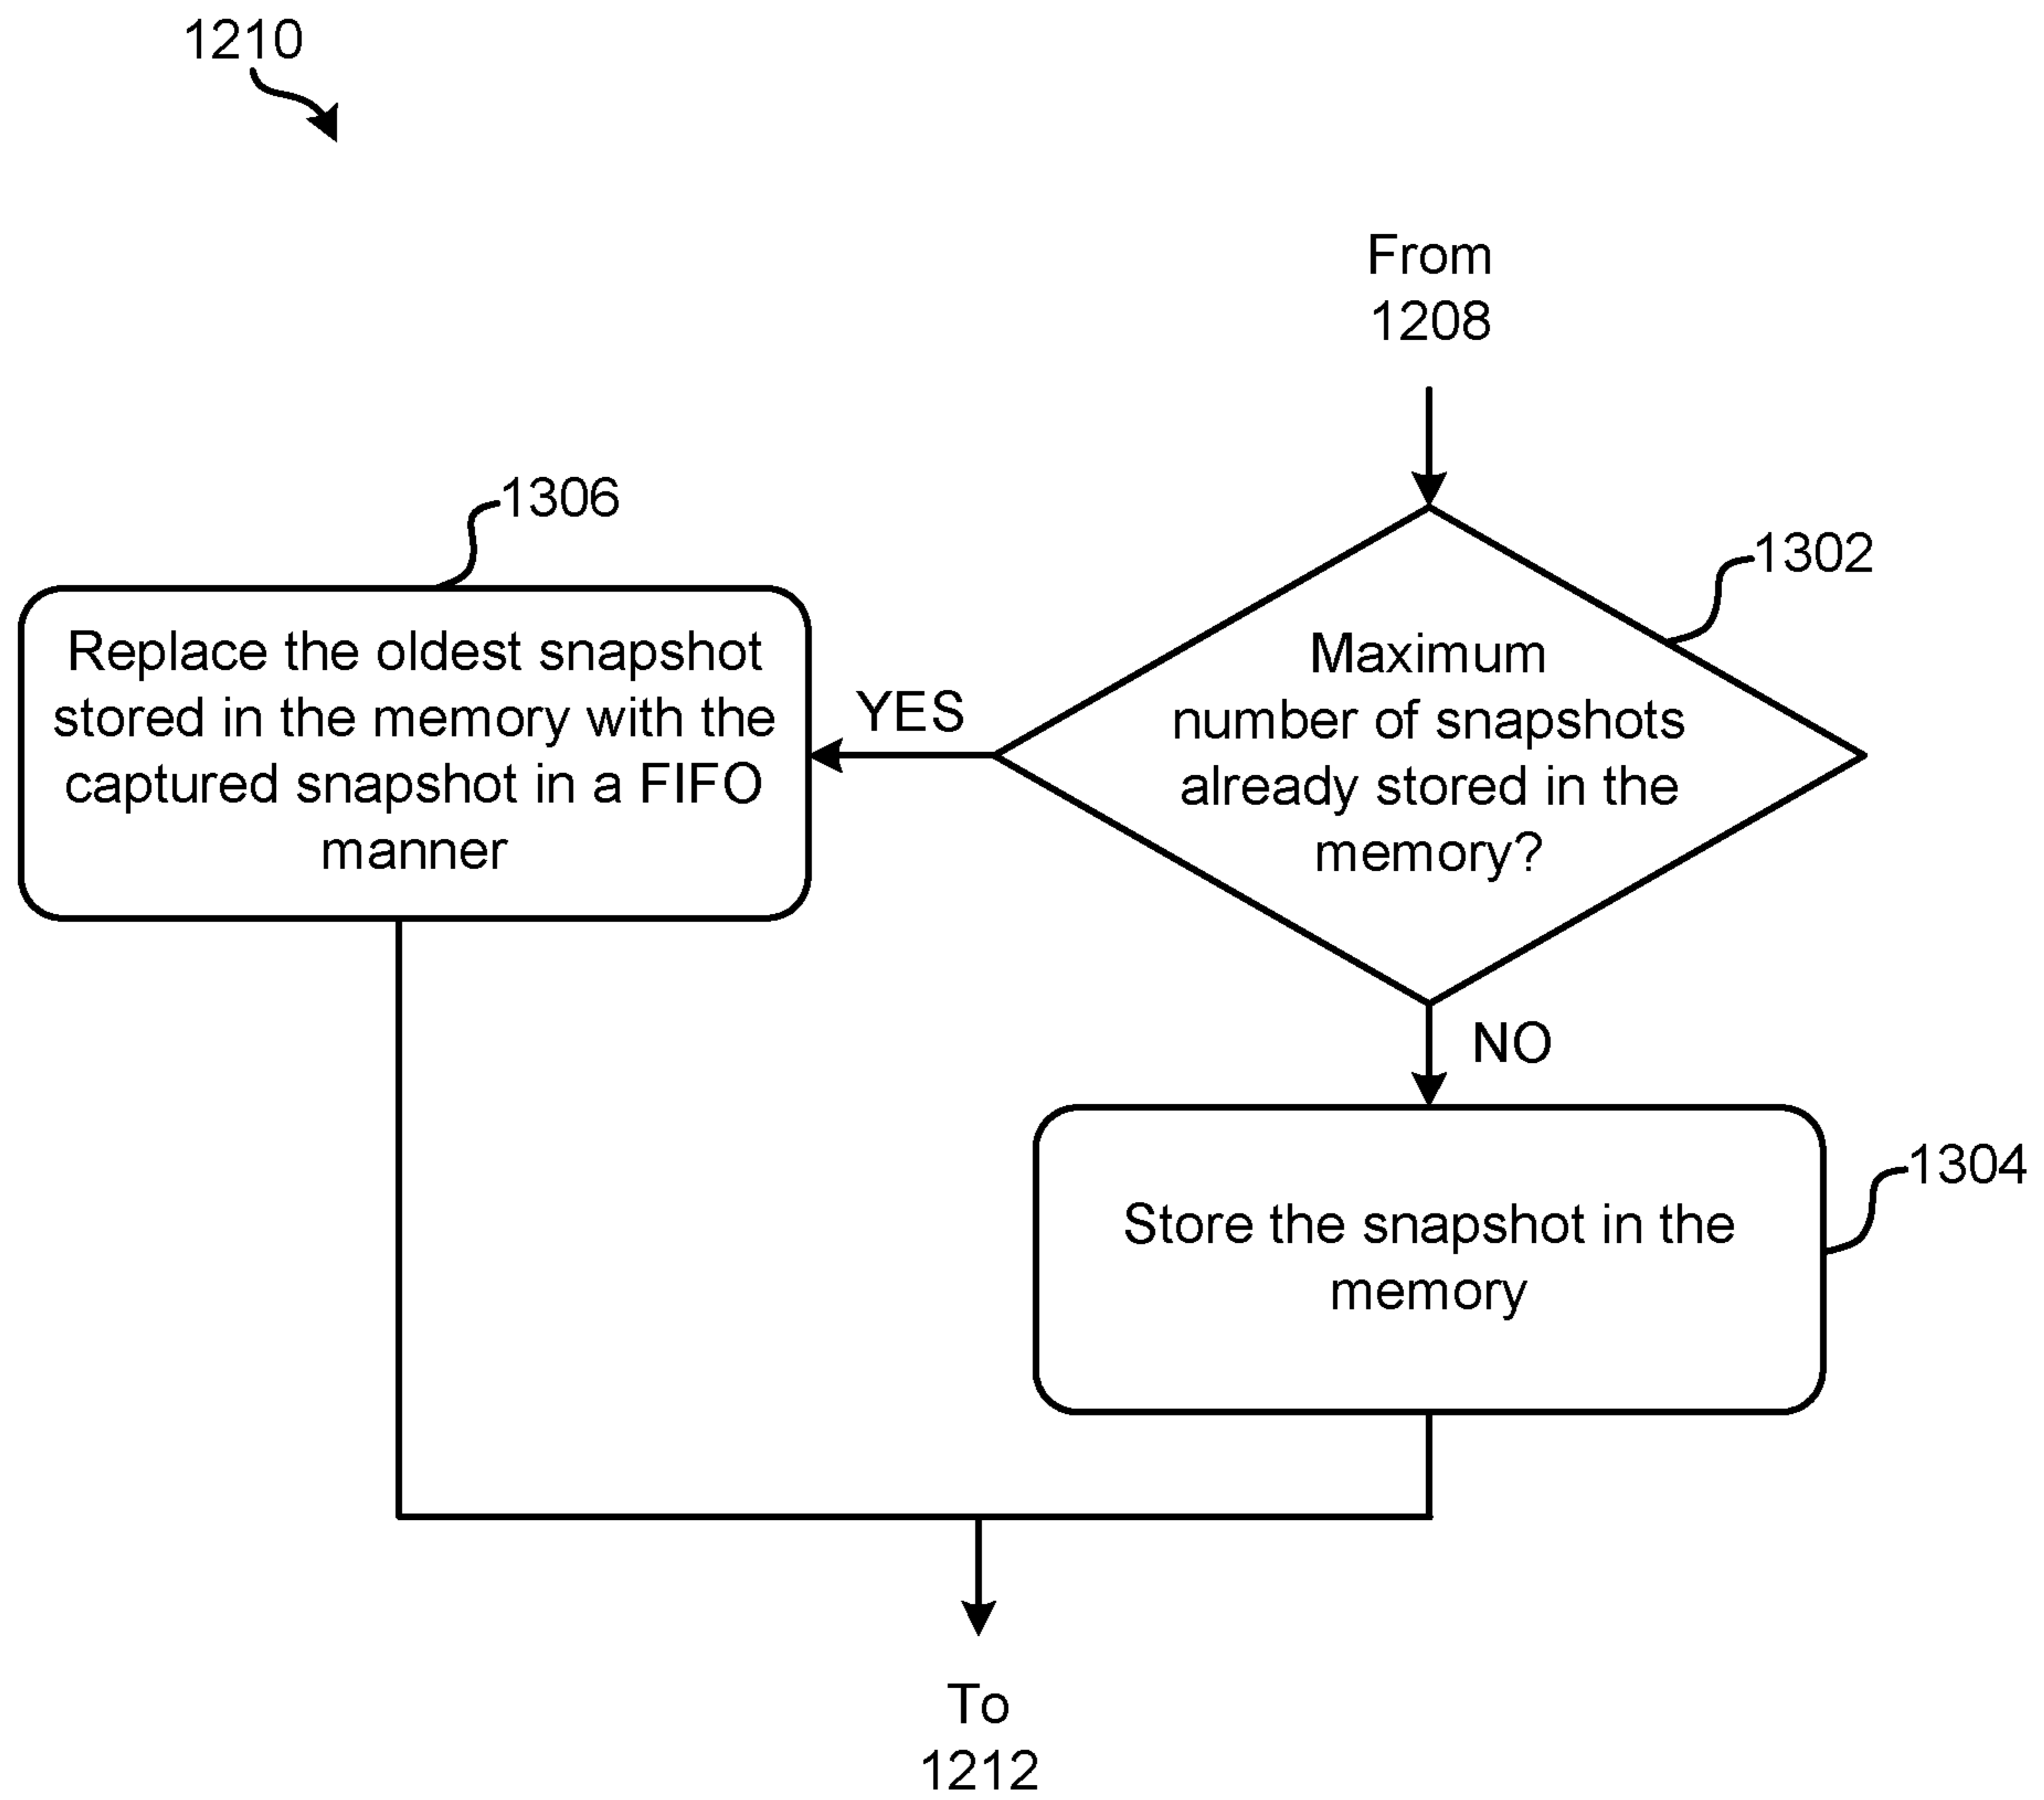 1210
From
1208
1306
1302
Replace the oldest snapshot
stored in the memory with the
captured snapshot in a FIFO
manner
YES
Maximum
number of snapshots
already stored in the
memory?
NO
1304
Store the snapshot in the
memory
To
1212